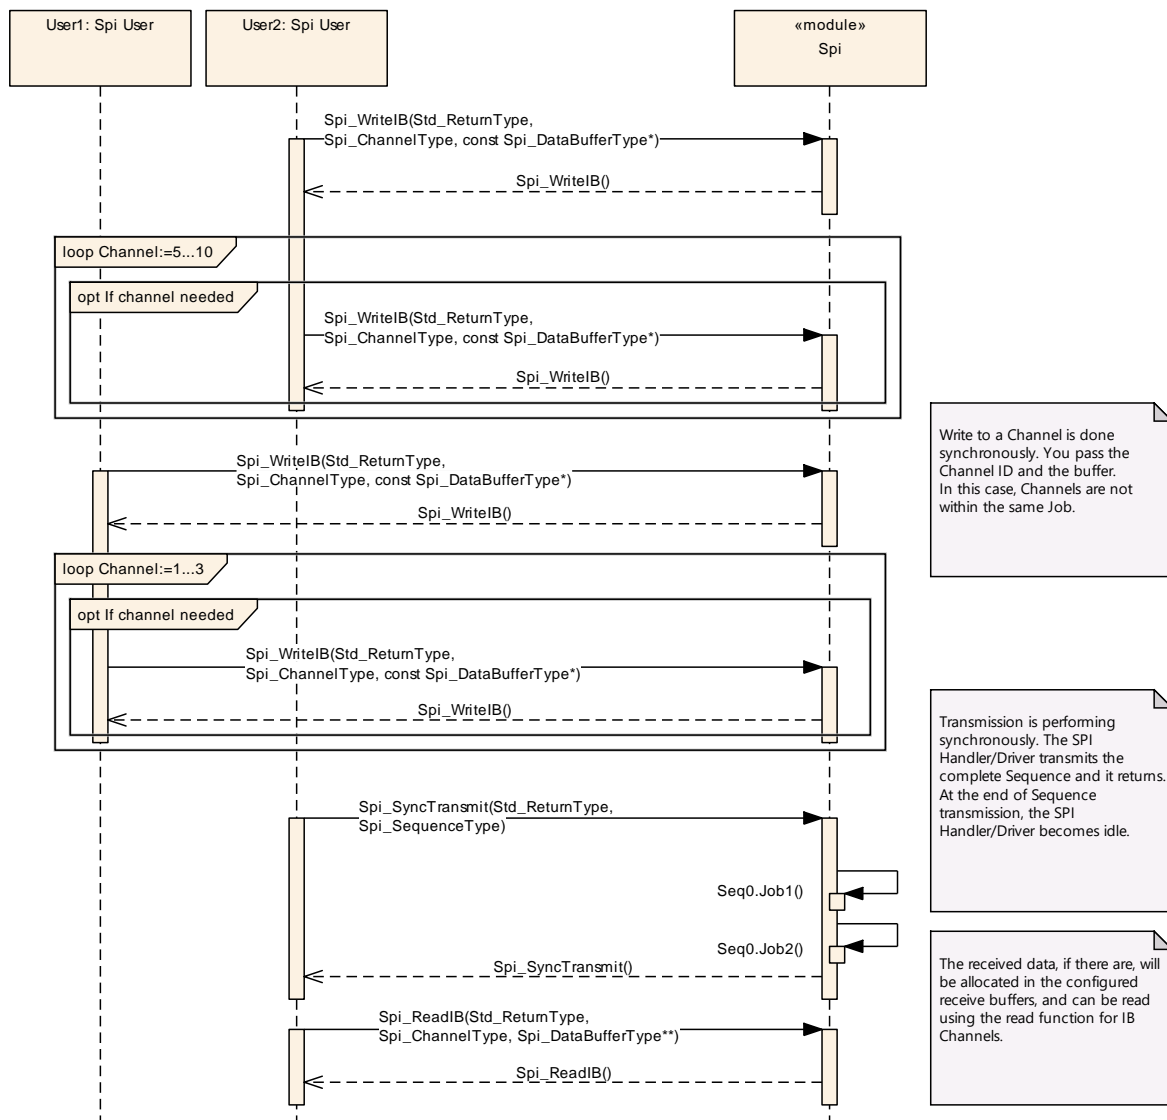 User1: Spi User
User2: Spi User
«module»
Spi
Spi_WriteIB(Std_ReturnType,
Spi_ChannelType, const Spi_DataBufferType*)
Spi_WriteIB()
loop Channel:=5...10
opt If channel needed
Spi_WriteIB(Std_ReturnType,
Spi_ChannelType, const Spi_DataBufferType*)
Spi_WriteIB()
Write to a Channel is done
synchronously. You pass the
Channel ID and the buffer.
In this case, Channels are not
within the same Job.
Spi_WriteIB(Std_ReturnType,
Spi_ChannelType, const Spi_DataBufferType*)
Spi_WriteIB()
loop Channel:=1...3
opt If channel needed
Spi_WriteIB(Std_ReturnType,
Spi_ChannelType, const Spi_DataBufferType*)
Spi_WriteIB()
Transmission is performing
synchronously. The SPI
Handler/Driver transmits the
complete Sequence and it returns.
At the end of Sequence
transmission, the SPI
Handler/Driver becomes idle.
Spi_SyncTransmit(Std_ReturnType,
Spi_SequenceType)
Seq0.Job1()
Seq0.Job2()
Spi_SyncTransmit()
The received data, if there are, will
be allocated in the configured
receive buffers, and can be read
using the read function for IB
Channels.
Spi_ReadIB(Std_ReturnType,
Spi_ChannelType, Spi_DataBufferType**)
Spi_ReadIB()